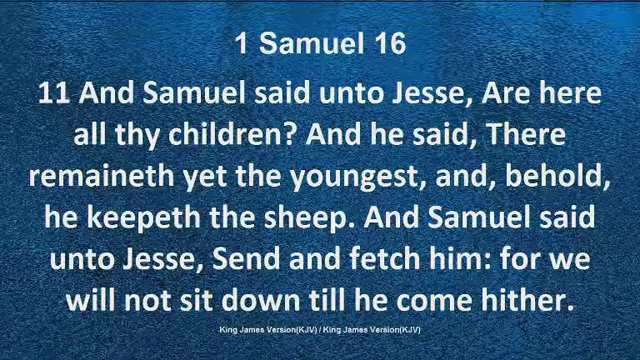 1 Samuel 16
11 And Samuel said unto Jesse, Are here
all thy children? And he said, There
remaineth yet the youngest, and, behold,
he keepeth the sheep. And Samuel said
unto Jesse, Send and fetch him: for we
will not sit down till he come hither.
King James Version(KJV) / King James Version(KJV)